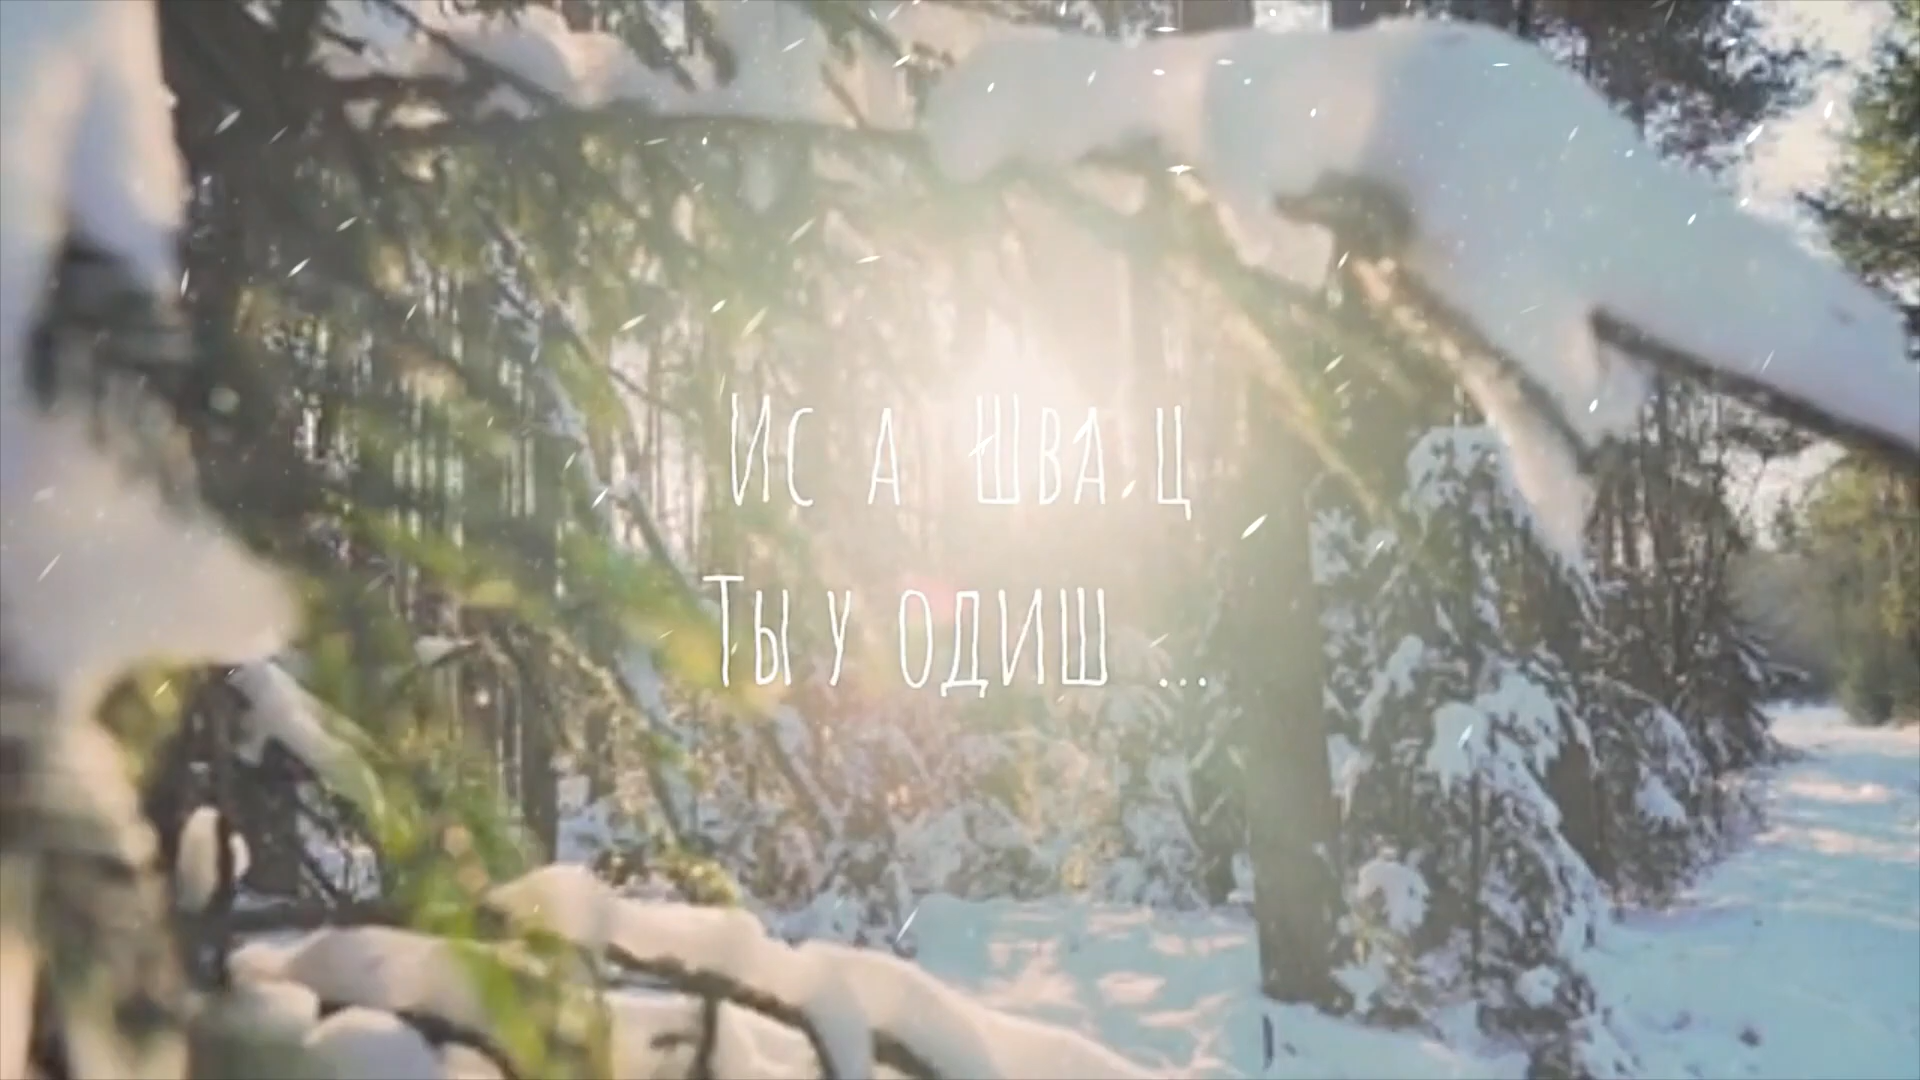 Ис а Шва ц
Ты у одиш ...